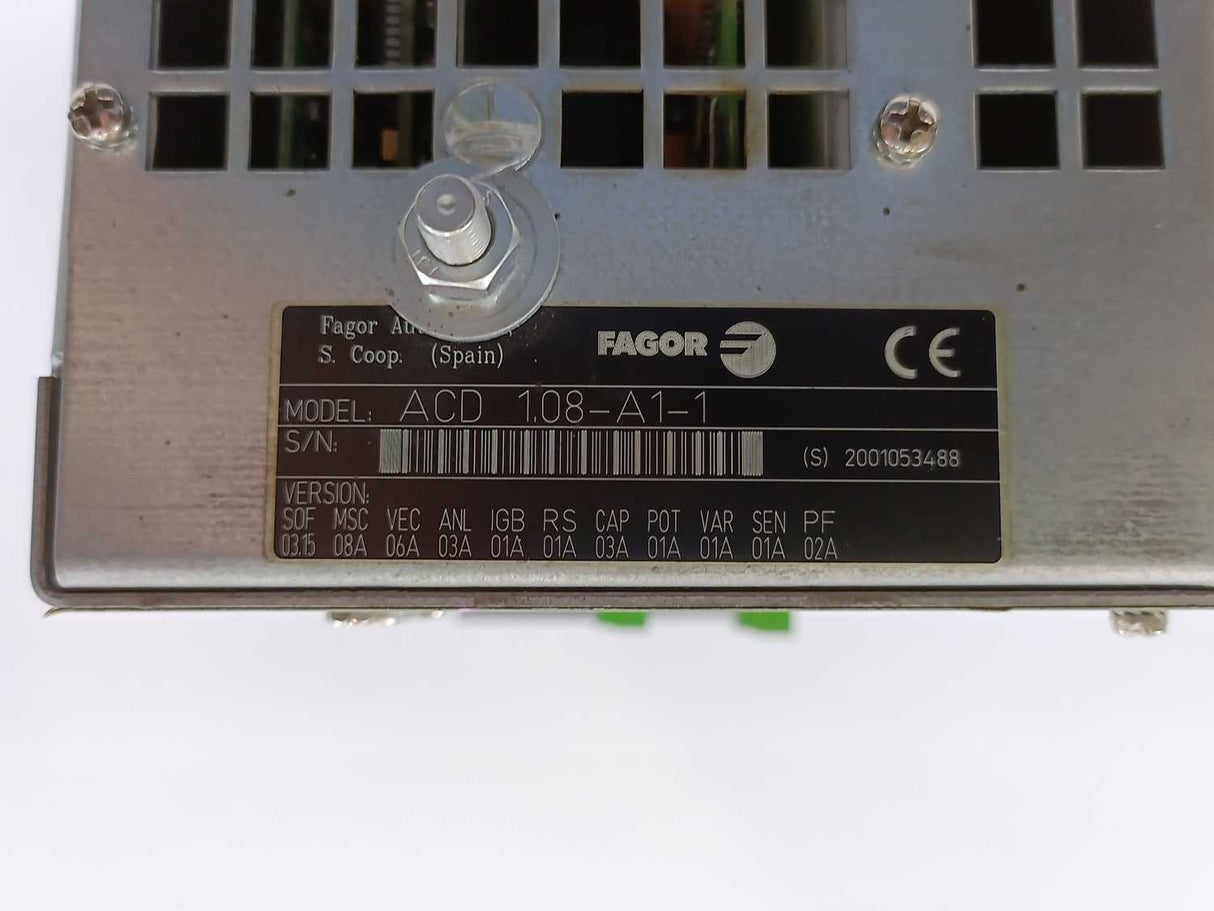 Fagor
S. Coop. (Spain)
FAGOR
CE
MODEL: ACD 1.08-A1-1
S/N: (S) 2001053488
VERSION:
SOF MSC VEC ANL IGB RS CAP POT VAR SEN PF
03.15 08A 06A 03A 01A 01A 03A 01A 01A 01A 02A